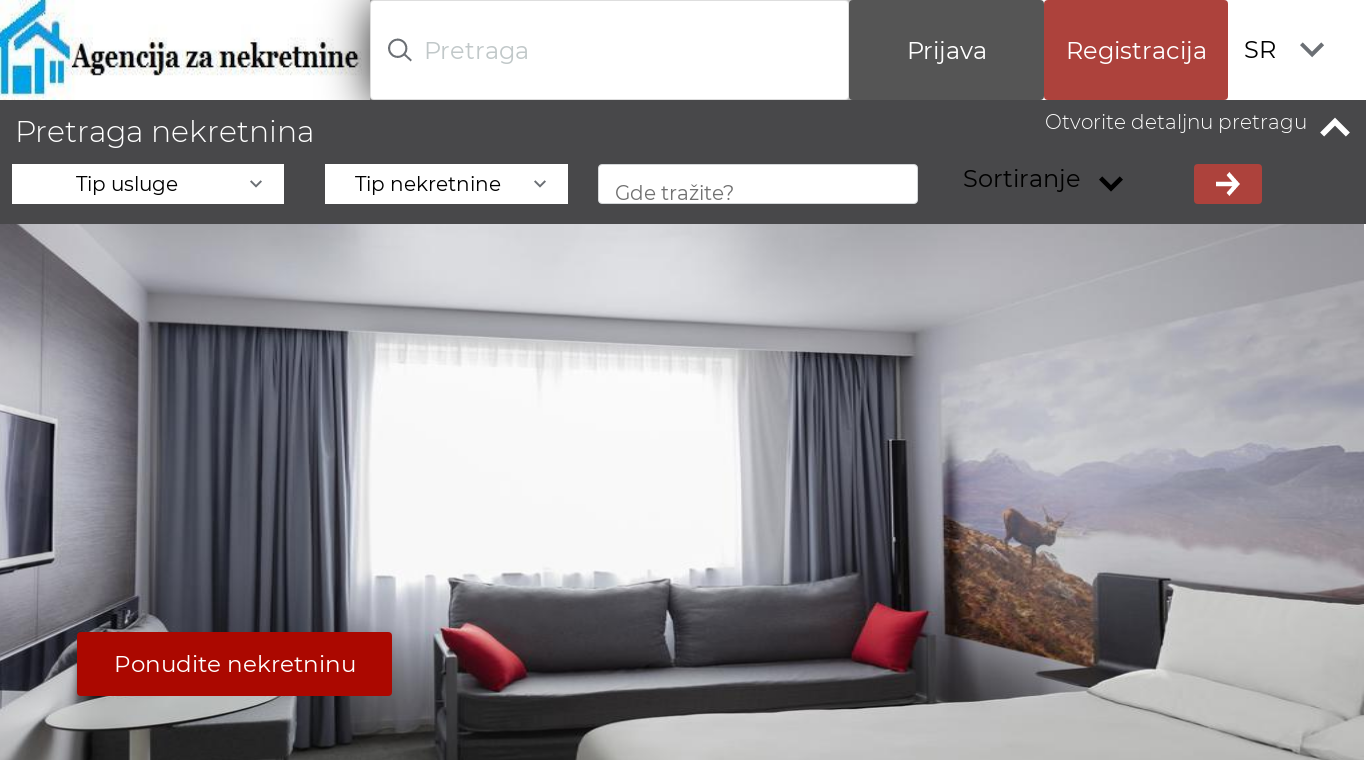 Agencija za nekretnine
Pretraga
Prijava
Registracija
SR
Pretraga nekretnina
Otvorite detaljnu pretragu
Tip usluge
Tip nekretnine
Gde tražite?
Sortiranje
Ponudite nekretninu